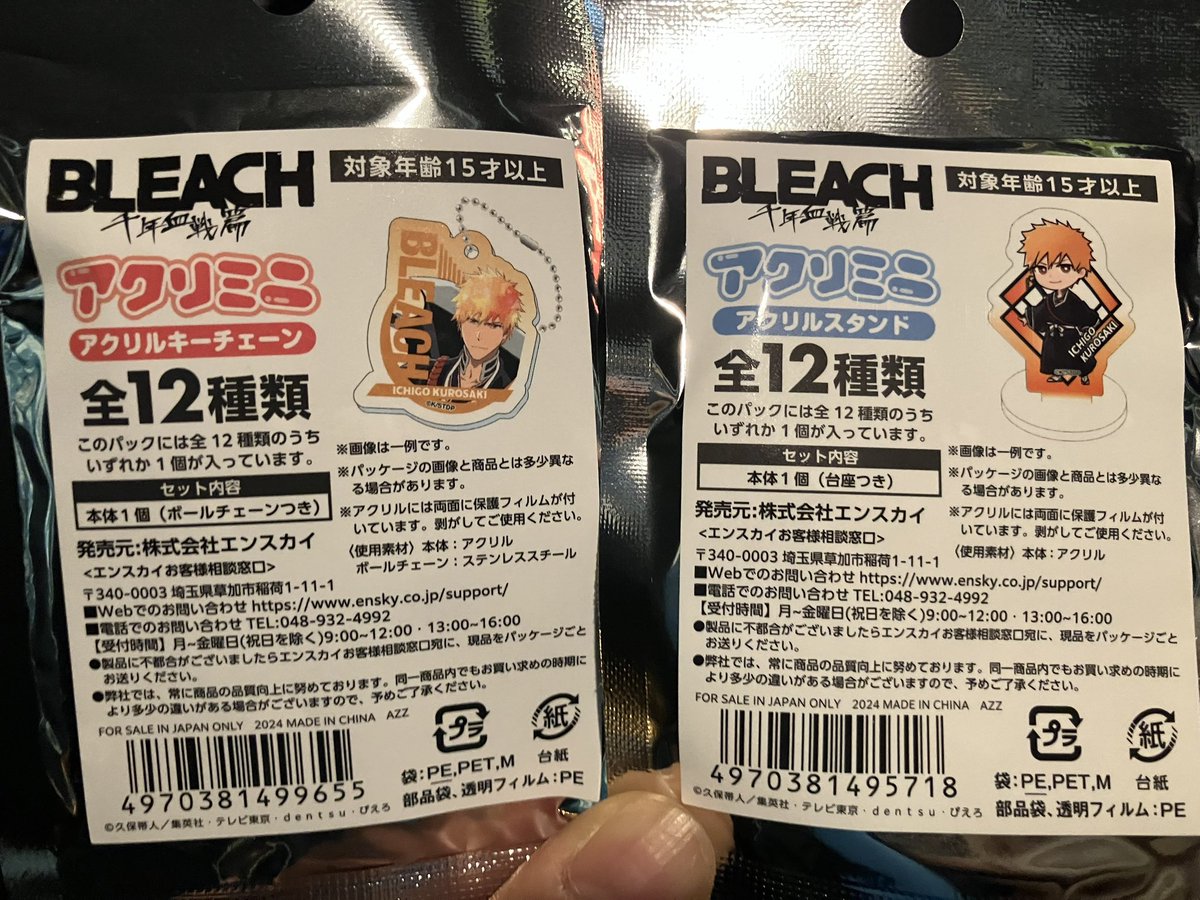 BLEACH
千年血戦篇
対象年齢15才以上
アクリミニ
アクリルキーチェーン
全12種類
このパックには全12種類のうち
いずれか1個が入っています。
セット内容
本体1個（ボールチェーンつき）
BLEACH
ICHIGO KUROSAKI
©K/STDP
※画像は一例です。
※パッケージの画像と商品とは多少異な
る場合があります。
※アクリルには両面に保護フィルムが付
いています。剥がしてご使用ください。
〈使用素材〉本体：アクリル
ボールチェーン：ステンレススチール
発売元:株式会社エンスカイ
<エンスカイお客様相談窓口>
〒340-0003 埼玉県草加市稲荷1-11-1
■Webでのお問い合わせ https://www.ensky.co.jp/support/
■電話でのお問い合わせ TEL:048-932-4992
【受付時間】月~金曜日(祝日を除く)9:00~12:00・13:00~16:00
●製品に不都合がございましたらエンスカイお客様相談窓口宛に、現品をパッケージごと
お送りください。
●弊社では、常に商品の品質向上に努めております。同一商品内でもお買い求めの時期に
より多少の違いがある場合がございますので、予めご了承ください。
FOR SALE IN JAPAN ONLY 2024 MADE IN CHINA AZZ
4970381499655
プラ
紙
台紙
袋:PE,PET,M
部品袋、透明フィルム:PE
©久保帯人／集英社・テレビ東京・dentsu・ぴえろ
BLEACH
千年血戦篇
対象年齢15才以上
アクリミニ
アクリルスタンド
全12種類
このパックには全12種類のうち
いずれか1個が入っています。
セット内容
本体1個（台座つき）
ICHIGO
KUROSAKI
※画像は一例です。
※パッケージの画像と商品とは多少異な
る場合があります。
※アクリルには両面に保護フィルムが付
いています。剥がしてご使用ください。
〈使用素材〉本体：アクリル
発売元:株式会社エンスカイ
<エンスカイお客様相談窓口>
〒340-0003 埼玉県草加市稲荷1-11-1
■Webでのお問い合わせ https://www.ensky.co.jp/support/
■電話でのお問い合わせ TEL:048-932-4992
【受付時間】月~金曜日(祝日を除く)9:00~12:00・13:00~16:00
●製品に不都合がございましたらエンスカイお客様相談窓口宛に、現品をパッケージごと
お送りください。
●弊社では、常に商品の品質向上に努めております。同一商品内でもお買い求めの時期に
より多少の違いがある場合がございますので、予めご了承ください。
FOR SALE IN JAPAN ONLY 2024 MADE IN CHINA AZZ
4970381495718
プラ
紙
台紙
袋:PE,PET,M
部品袋、透明フィルム:PE
©久保帯人／集英社・テレビ東京・dentsu・ぴえろ